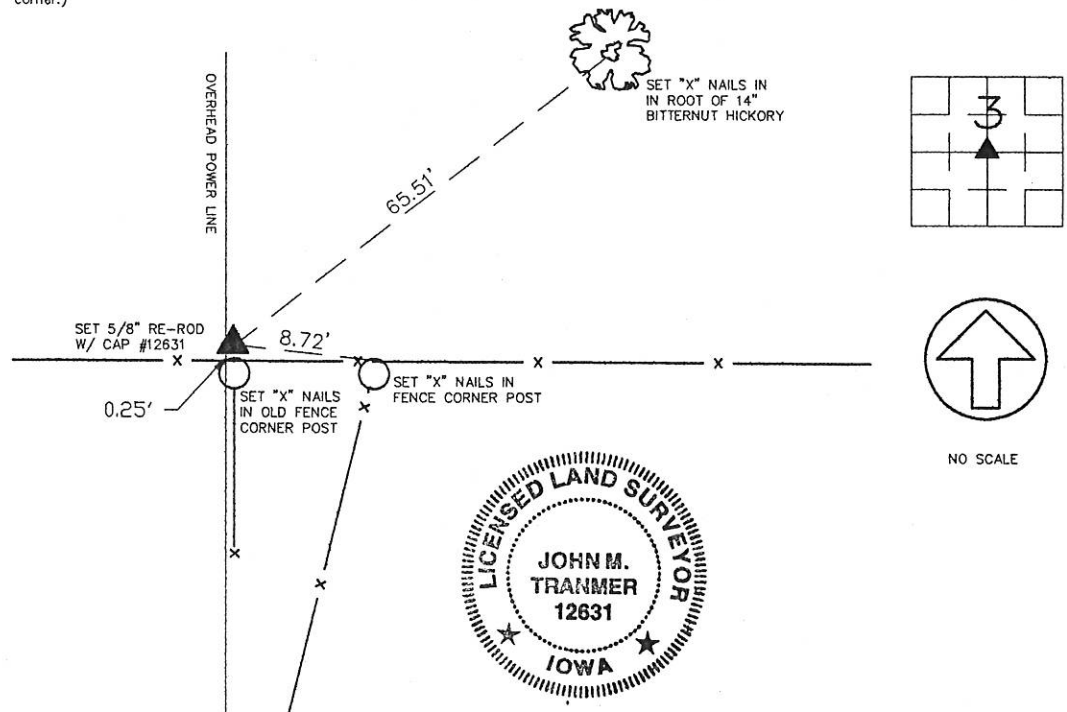 corner.)
OVERHEAD POWER LINE
SET "X" NAILS IN
IN ROOT OF 14"
BITTERNUT HICKORY
3
65.51'
SET 5/8" RE-ROD
W/ CAP #12631
8.72'
0.25'
SET "X" NAILS
IN OLD FENCE
CORNER POST
SET "X" NAILS IN
FENCE CORNER POST
NO SCALE
LICENSED LAND SURVEYOR
JOHN M.
TRANMER
12631
IOWA